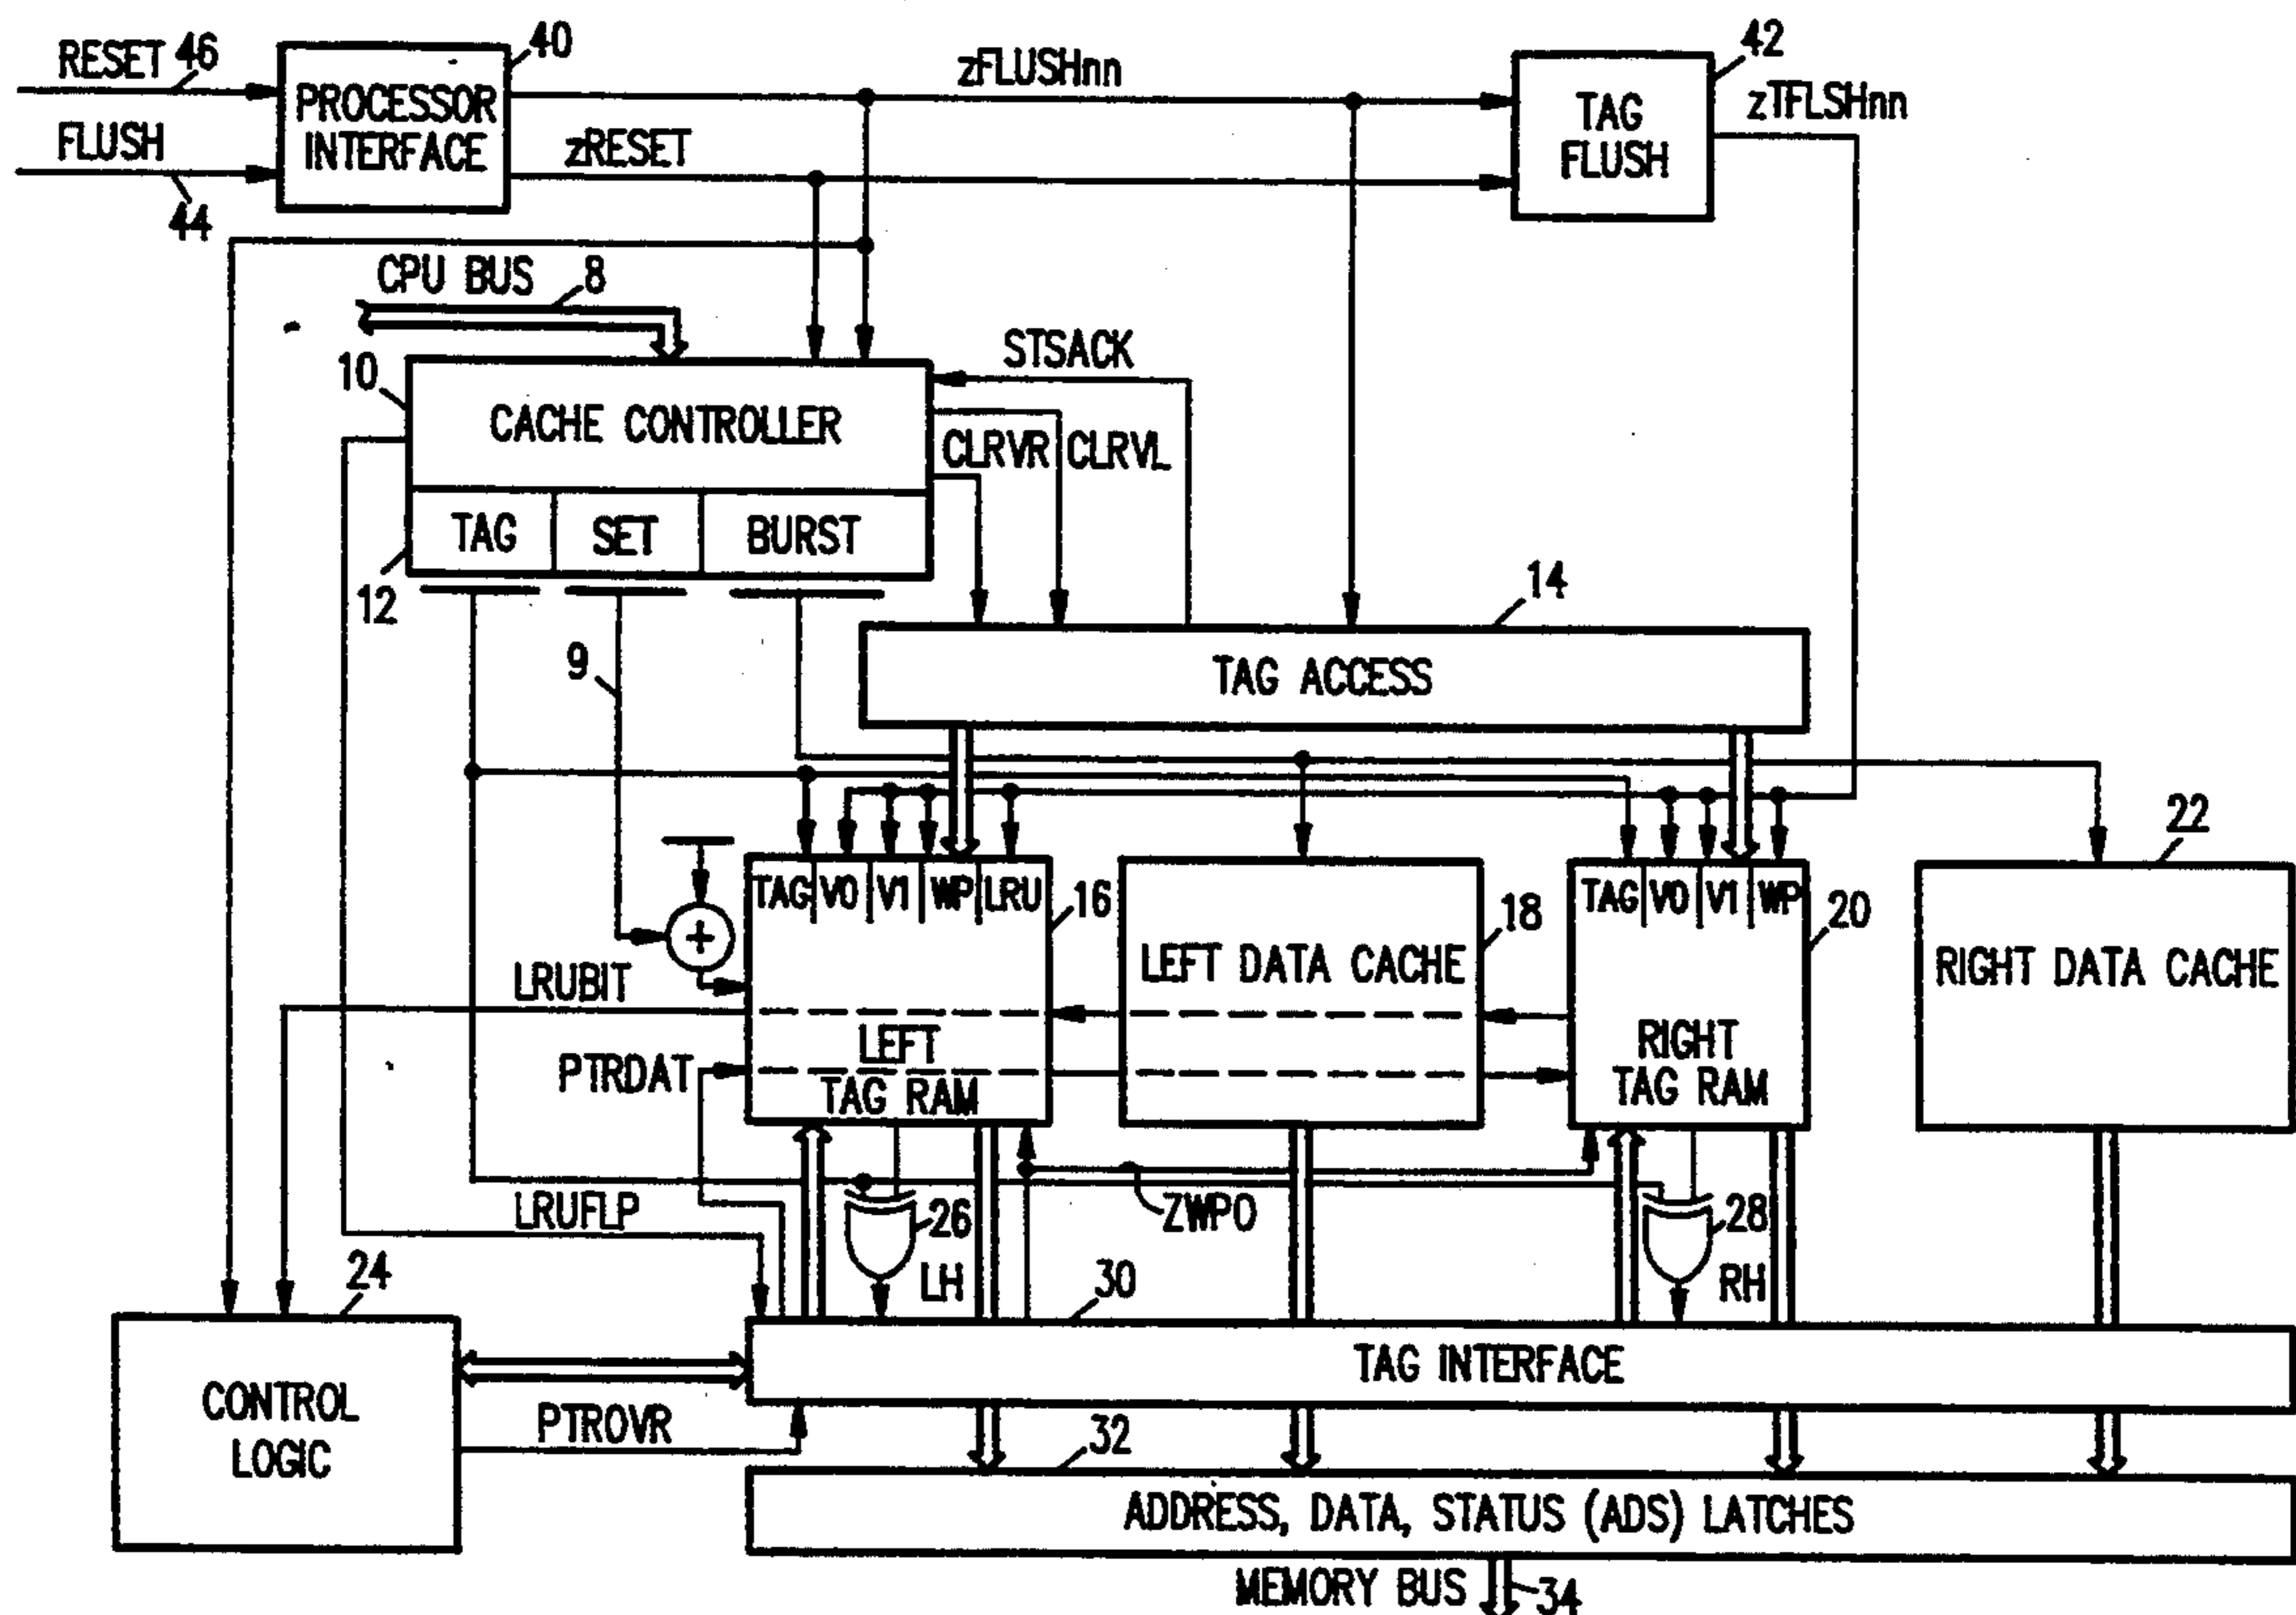 RESET 46
40
zFLUSHnn
42
PROCESSOR
INTERFACE
TAG
FLUSH
zTFLSHnn
FLUSH
zRESET
44
CPU BUS 8
STSACK
10
CACHE CONTROLLER
CLRVR CLRVL
TAG SET BURST
12
14
9
TAG ACCESS
22
TAG V0 V1 WP LRU
16
18
TAG V0 V1 WP
20
LEFT DATA CACHE
RIGHT DATA CACHE
LRUBIT
LEFT
TAG RAM
RIGHT
TAG RAM
PTRDAT
LRUFLP
26
ZWPO
28
24
LH
30
RH
TAG INTERFACE
CONTROL
LOGIC
PTROVR
32
ADDRESS, DATA, STATUS (ADS) LATCHES
MEMORY BUS 34